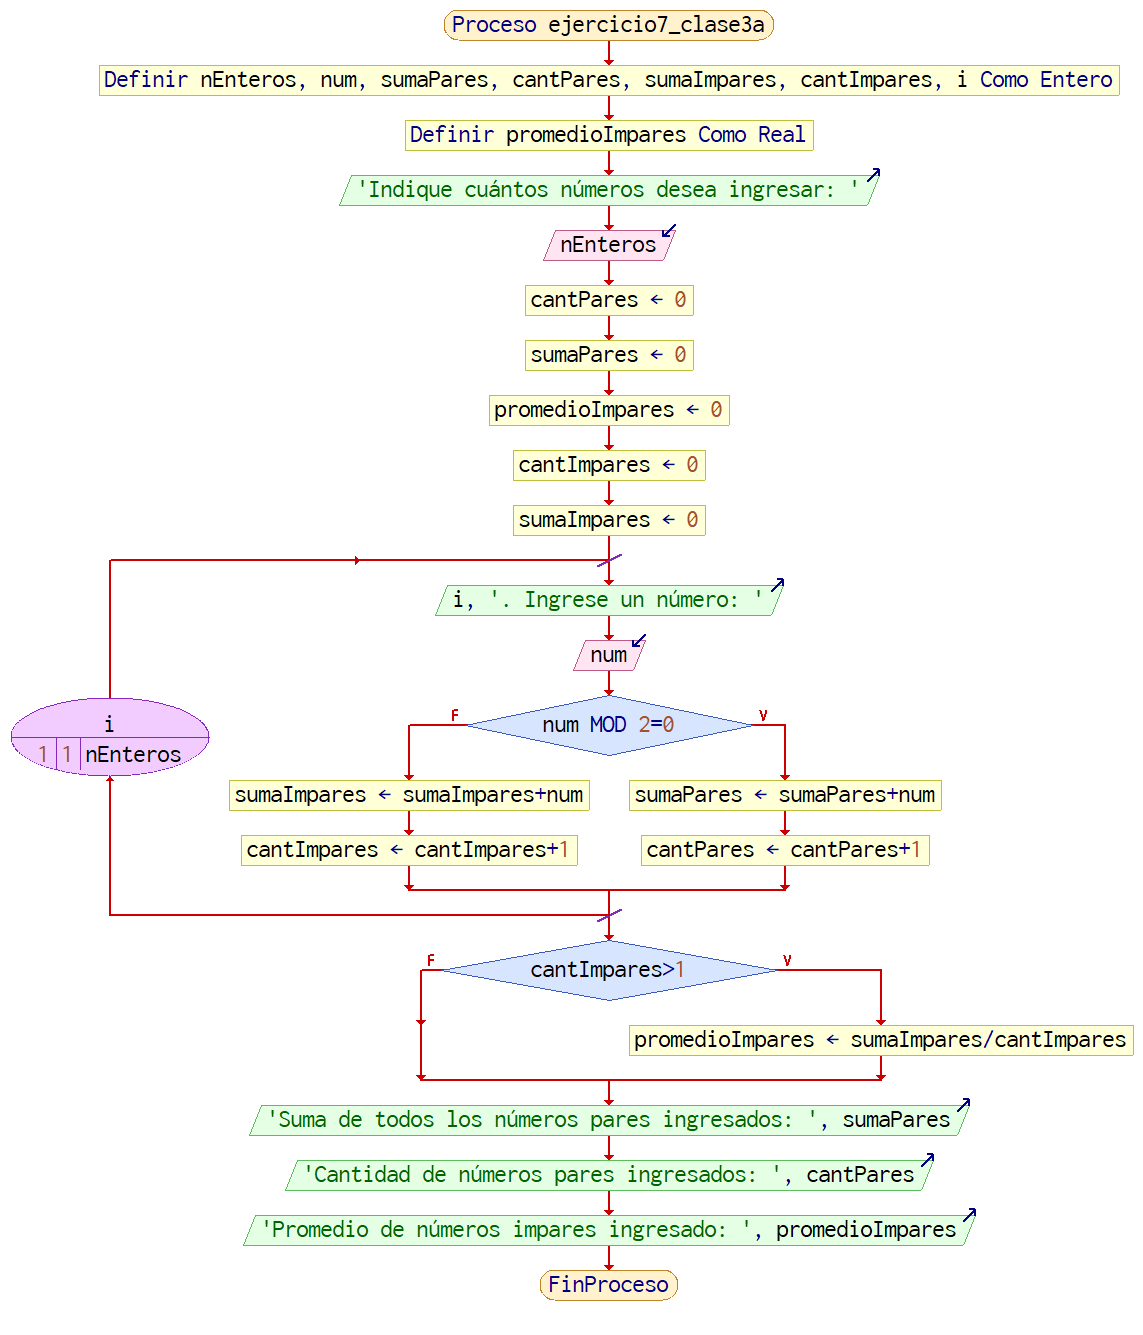 Proceso ejercicio7_clase3a
Definir nEnteros, num, sumaPares, cantPares, sumaImpares, cantImpares, i Como Entero
Definir promedioImpares Como Real
'Indique cuántos números desea ingresar: '
nEnteros
cantPares ← 0
sumaPares ← 0
promedioImpares ← 0
cantImpares ← 0
sumaImpares ← 0
i, '. Ingrese un número: '
num
i
1 1 nEnteros
F num MOD 2=0 V
sumaImpares ← sumaImpares+num
sumaPares ← sumaPares+num
cantImpares ← cantImpares+1
cantPares ← cantPares+1
F cantImpares>1 V
promedioImpares ← sumaImpares/cantImpares
'Suma de todos los números pares ingresados: ', sumaPares
'Cantidad de números pares ingresados: ', cantPares
'Promedio de números impares ingresado: ', promedioImpares
FinProceso